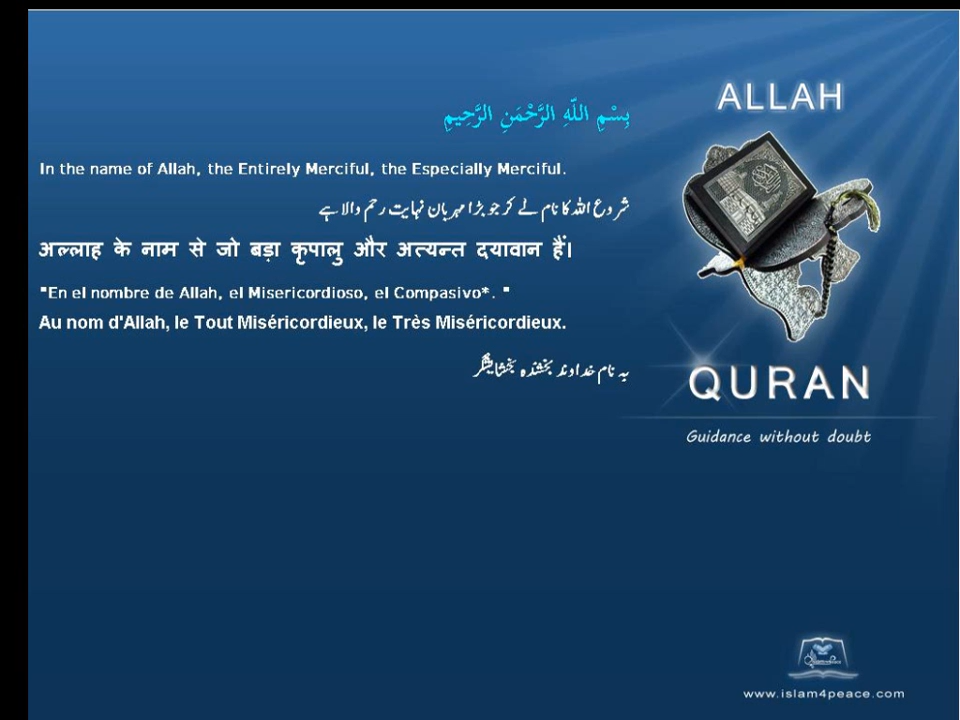 بِسْمِ اللَّهِ الرَّحْمَنِ الرَّحِيمِ
In the name of Allah, the Entirely Merciful, the Especially Merciful.
شروع الله کا نام لے کر جو بڑا مہربان نہایت رحم والا ہے
अल्लाह के नाम से जो बड़ा कृपालु और अत्यन्त दयावान हैं।
"En el nombre de Allah, el Misericordioso, el Compasivo*. "
Au nom d'Allah, le Tout Miséricordieux, le Très Miséricordieux.
به نام خداوند بخشنده بخشایشگر
ALLAH
QURAN
Guidance without doubt
www.islam4peace.com